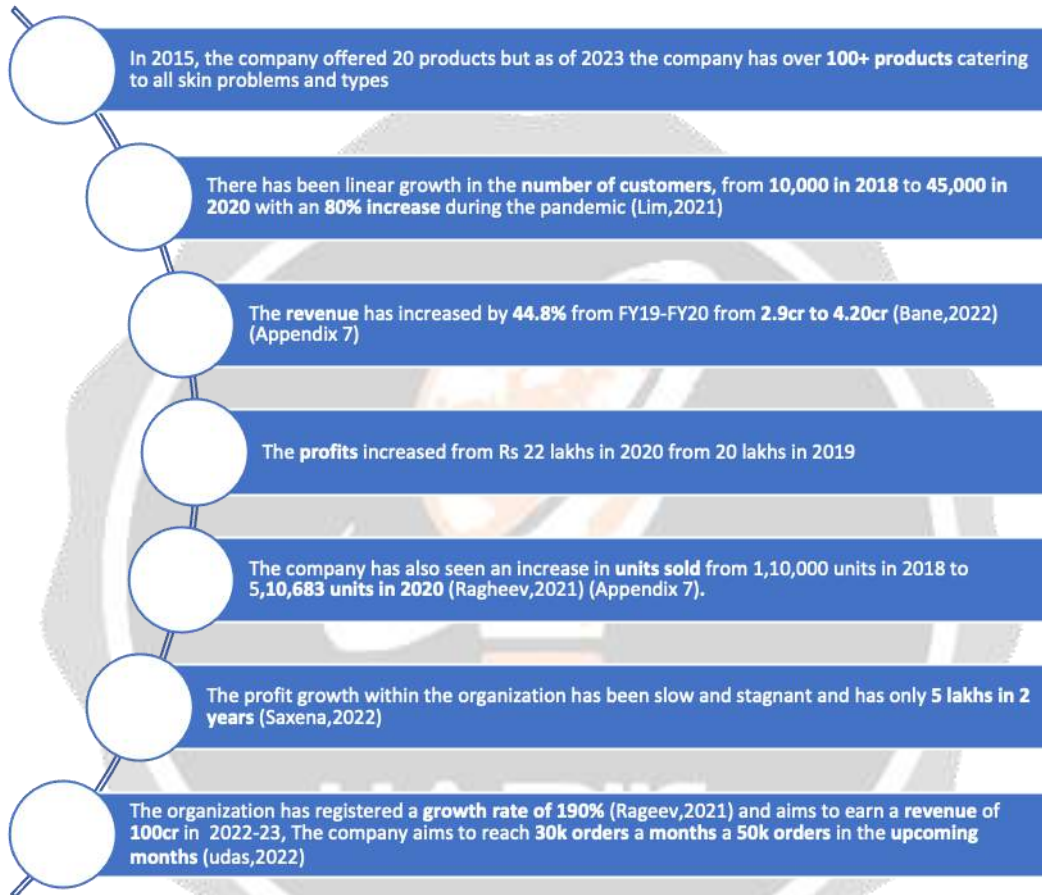 In 2015, the company offered 20 products but as of 2023 the company has over 100+ products catering
to all skin problems and types
There has been linear growth in the number of customers, from 10,000 in 2018 to 45,000 in
2020 with an 80% increase during the pandemic (Lim,2021)
The revenue has increased by 44.8% from FY19-FY20 from 2.9cr to 4.20cr (Bane,2022)
(Appendix 7)
The profits increased from Rs 22 lakhs in 2020 from 20 lakhs in 2019
The company has also seen an increase in units sold from 1,10,000 units in 2018 to
5,10,683 units in 2020 (Ragheev,2021) (Appendix 7).
The profit growth within the organization has been slow and stagnant and has only 5 lakhs in 2
years (Saxena,2022)
The organization has registered a growth rate of 190% (Rageev,2021) and aims to earn a revenue of
100cr in 2022-23, The company aims to reach 30k orders a months a 50k orders in the upcoming
months (udas,2022)